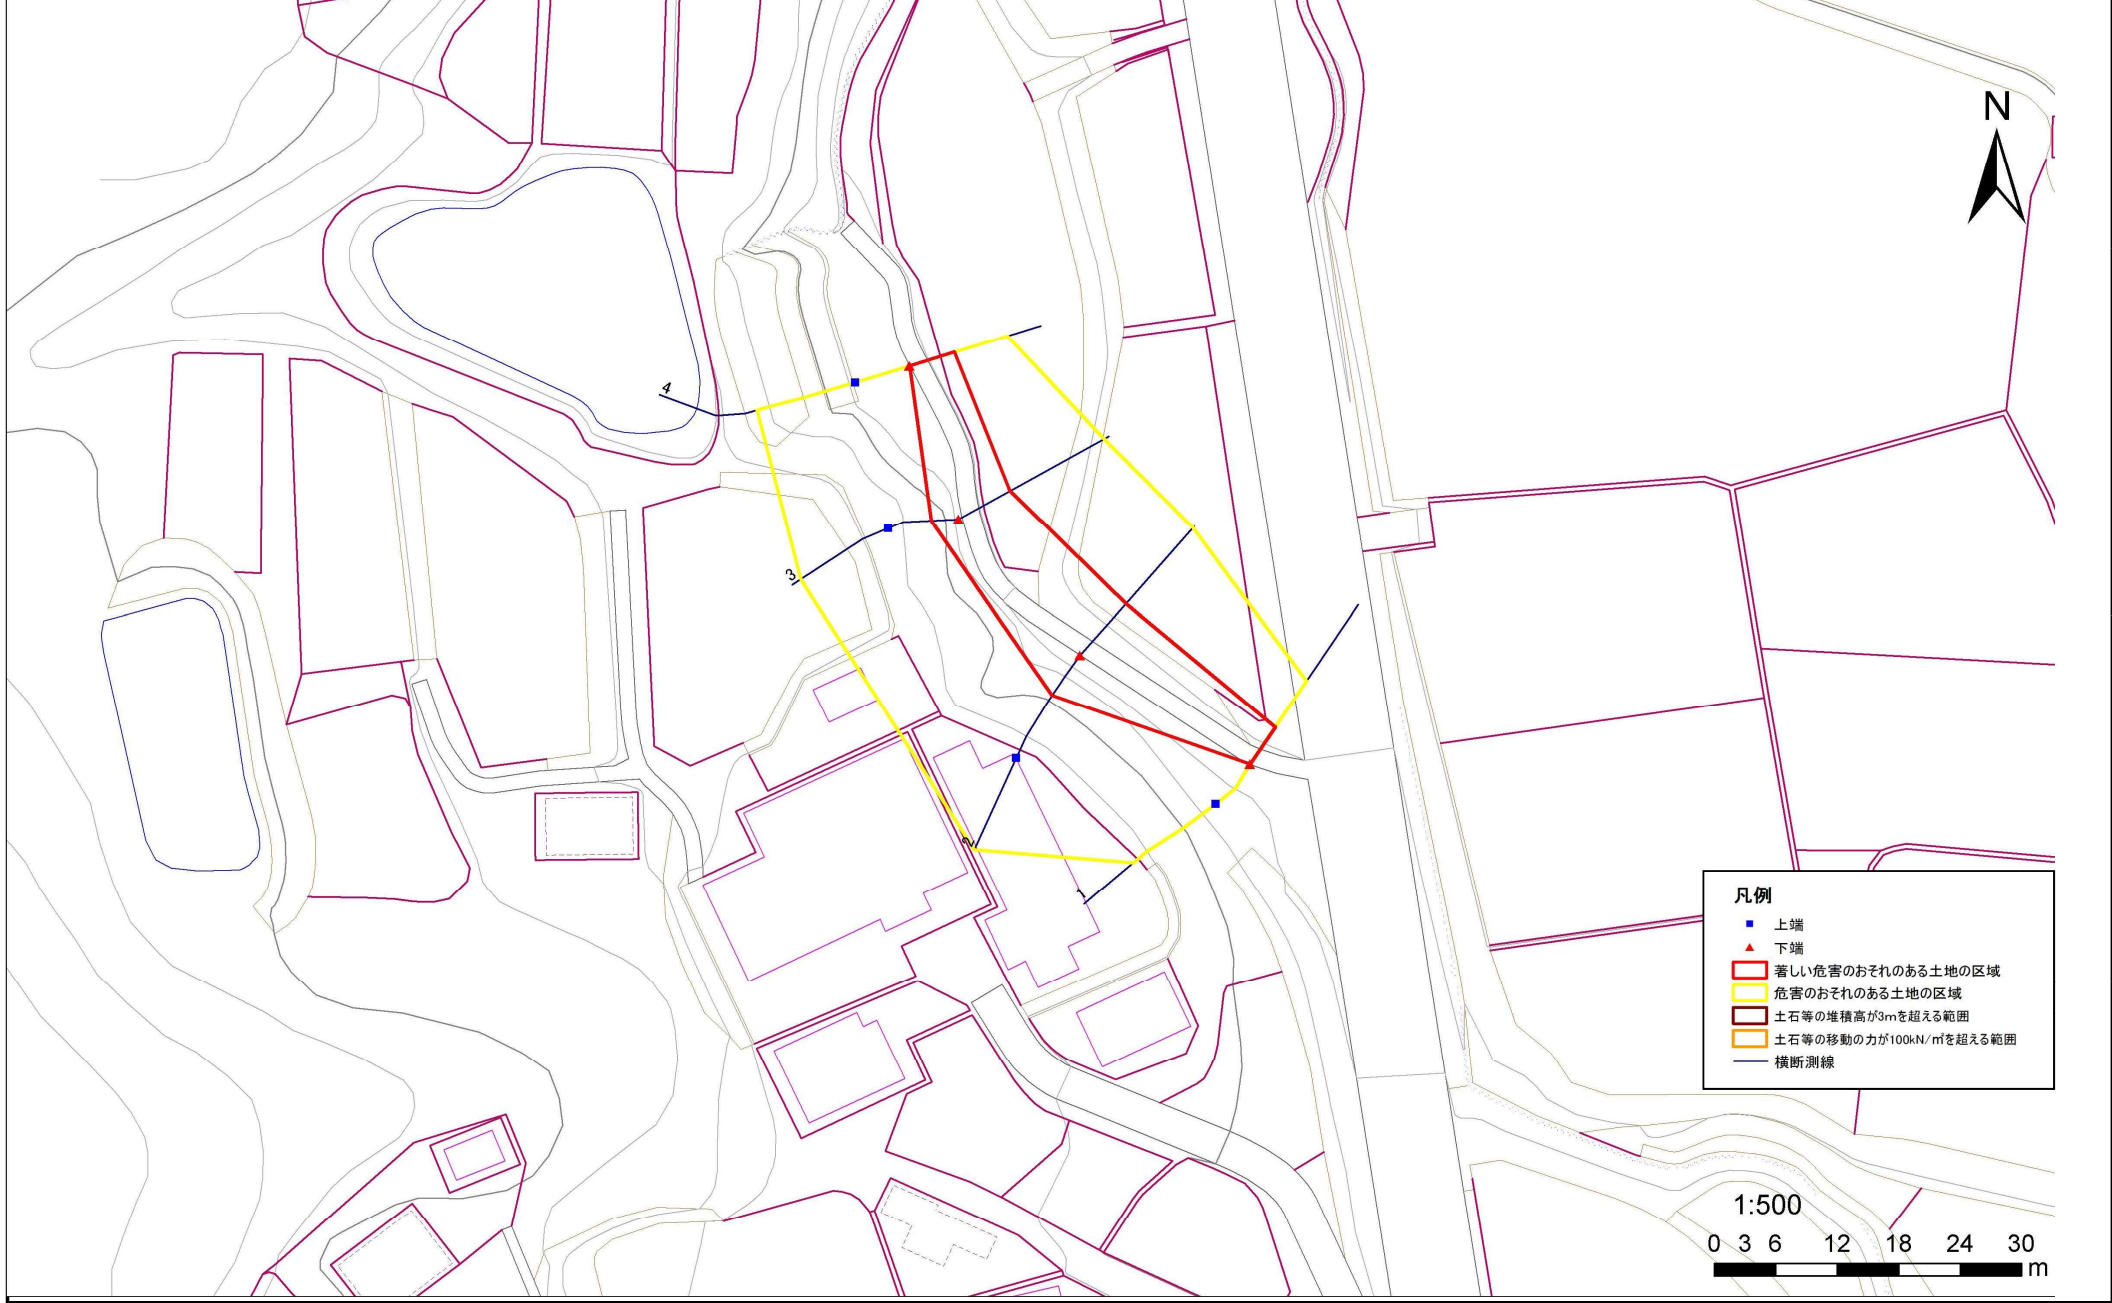 N
4
3
2
1
凡例
上端
下端
著しい危害のおそれのある土地の区域
危害のおそれのある土地の区域
土石等の堆積高が3mを超える範囲
土石等の移動の力が100kN/㎡を超える範囲
横断測線
1:500
0 3 6 12 18 24 30
m